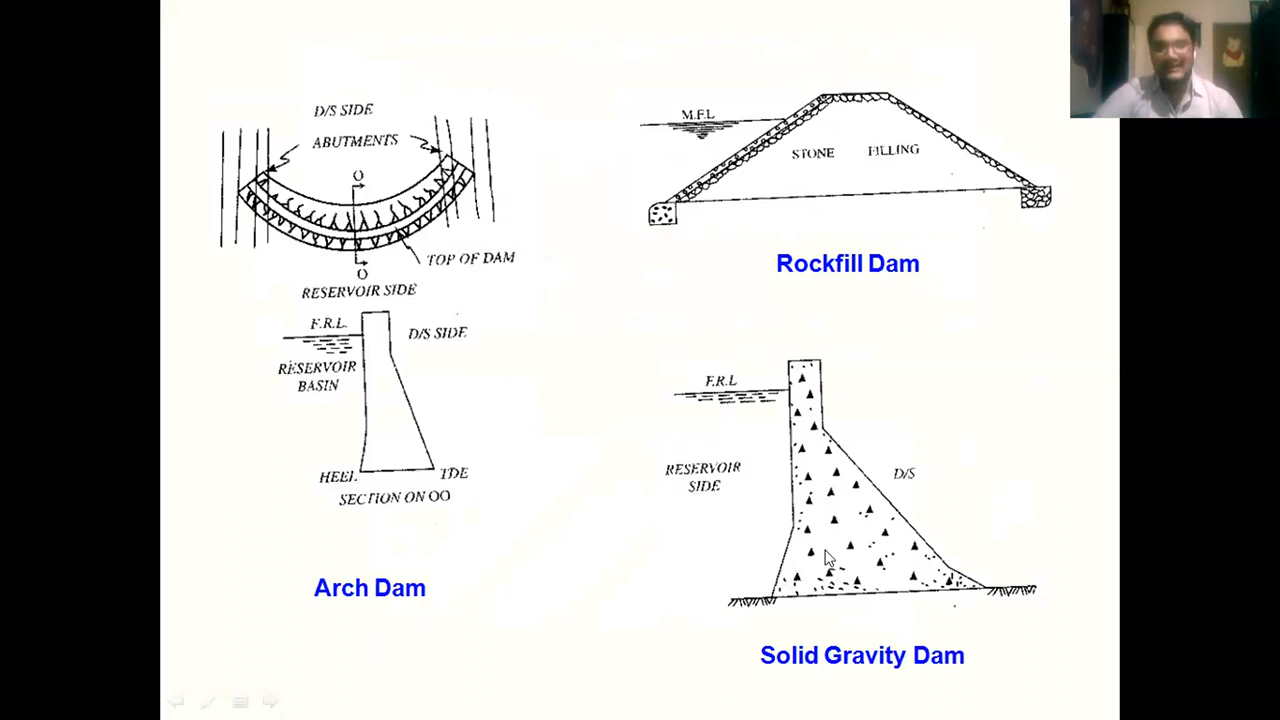 D/S SIDE
ABUTMENTS
O
TOP OF DAM
O
RESERVOIR SIDE
F.R.L.
D/S SIDE
RESERVOIR
BASIN
HEEL
TOE
SECTION ON OO
Arch Dam
M.F.L
STONE FILLING
Rockfill Dam
F.R.L
RESERVOIR
SIDE
D/S
Solid Gravity Dam